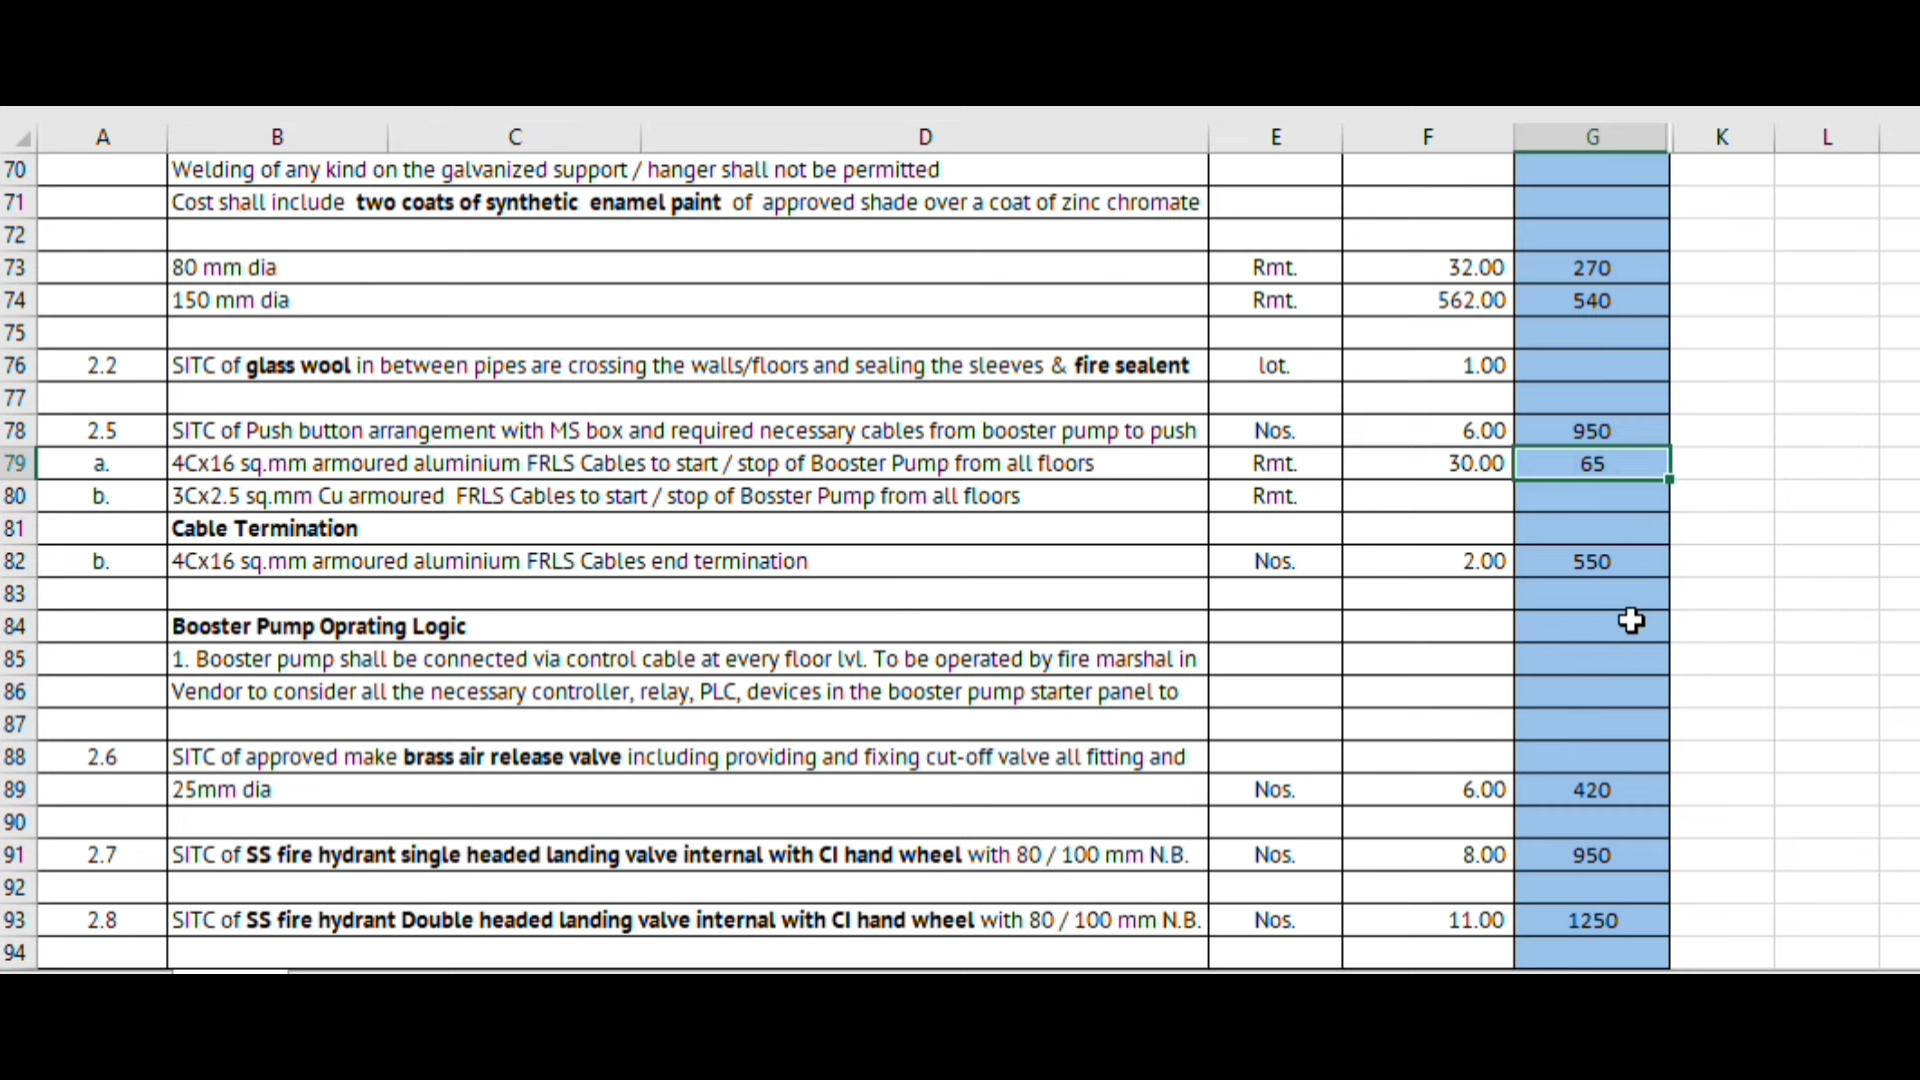 A B C D E F G K L
70 Welding of any kind on the galvanized support / hanger shall not be permitted
71 Cost shall include two coats of synthetic enamel paint of approved shade over a coat of zinc chromate
72
73 80 mm dia Rmt. 32.00 270
74 150 mm dia Rmt. 562.00 540
75
76 2.2 SITC of glass wool in between pipes are crossing the walls/floors and sealing the sleeves & fire sealent lot. 1.00
77
78 2.5 SITC of Push button arrangement with MS box and required necessary cables from booster pump to push Nos. 6.00 950
79 a. 4Cx16 sq.mm armoured aluminium FRLS Cables to start / stop of Booster Pump from all floors Rmt. 30.00 65
80 b. 3Cx2.5 sq.mm Cu armoured FRLS Cables to start / stop of Bosster Pump from all floors Rmt.
81 Cable Termination
82 b. 4Cx16 sq.mm armoured aluminium FRLS Cables end termination Nos. 2.00 550
83
84 Booster Pump Oprating Logic
85 1. Booster pump shall be connected via control cable at every floor lvl. To be operated by fire marshal in
86 Vendor to consider all the necessary controller, relay, PLC, devices in the booster pump starter panel to
87
88 2.6 SITC of approved make brass air release valve including providing and fixing cut-off valve all fitting and
89 25mm dia Nos. 6.00 420
90
91 2.7 SITC of SS fire hydrant single headed landing valve internal with CI hand wheel with 80 / 100 mm N.B. Nos. 8.00 950
92
93 2.8 SITC of SS fire hydrant Double headed landing valve internal with CI hand wheel with 80 / 100 mm N.B. Nos. 11.00 1250
94